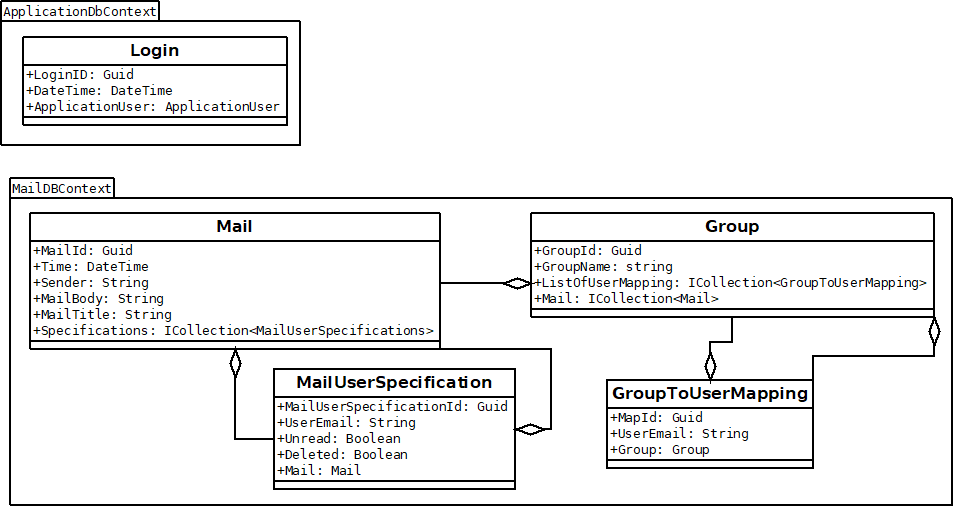 ApplicationDbContext
Login
+LoginID: Guid
+DateTime: DateTime
+ApplicationUser: ApplicationUser
MailDBContext
Mail
+MailId: Guid
+Time: DateTime
+Sender: String
+MailBody: String
+MailTitle: String
+Specifications: ICollection<MailUserSpecifications>
Group
+GroupId: Guid
+GroupName: string
+ListOfUserMapping: ICollection<GroupToUserMapping>
+Mail: ICollection<Mail>
MailUserSpecification
+MailUserSpecificationId: Guid
+UserEmail: String
+Unread: Boolean
+Deleted: Boolean
+Mail: Mail
GroupToUserMapping
+MapId: Guid
+UserEmail: String
+Group: Group